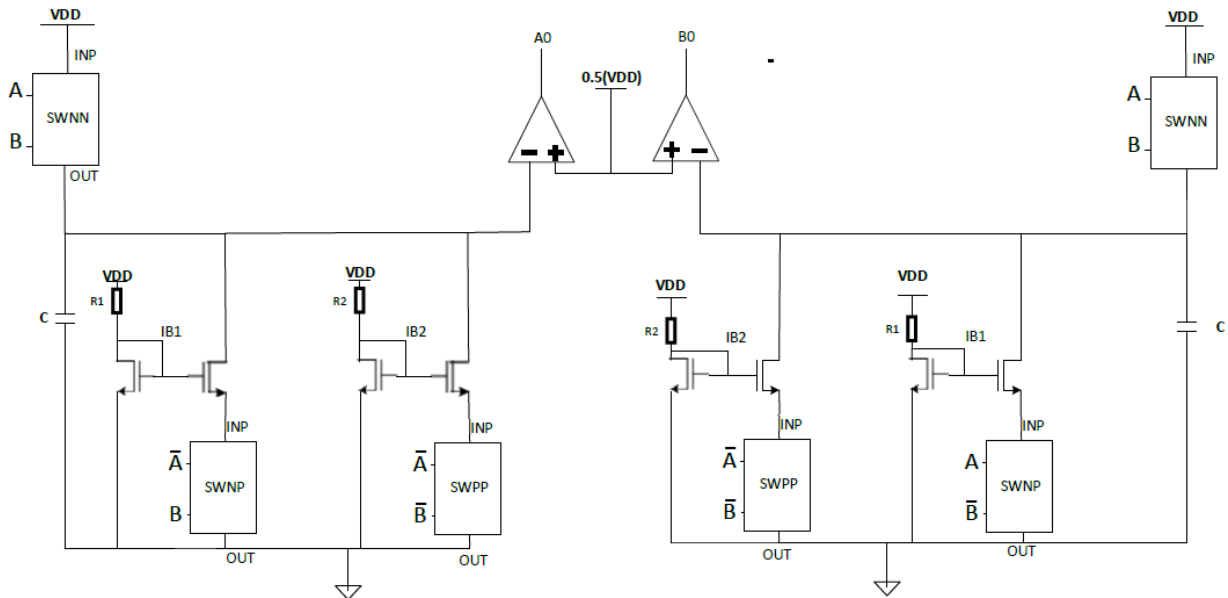 VDD
INP
A
SWNN
B
OUT
A0
B0
0.5(VDD)
VDD
INP
A
SWNN
B
OUT
VDD
R1
IB1
C
VDD
R2
IB2
VDD
R2
IB2
VDD
R1
IB1
C
INP
A̅
SWNP
B
OUT
INP
A̅
SWPP
B̅
OUT
INP
A̅
SWPP
B̅
OUT
INP
A
SWNP
B̅
OUT